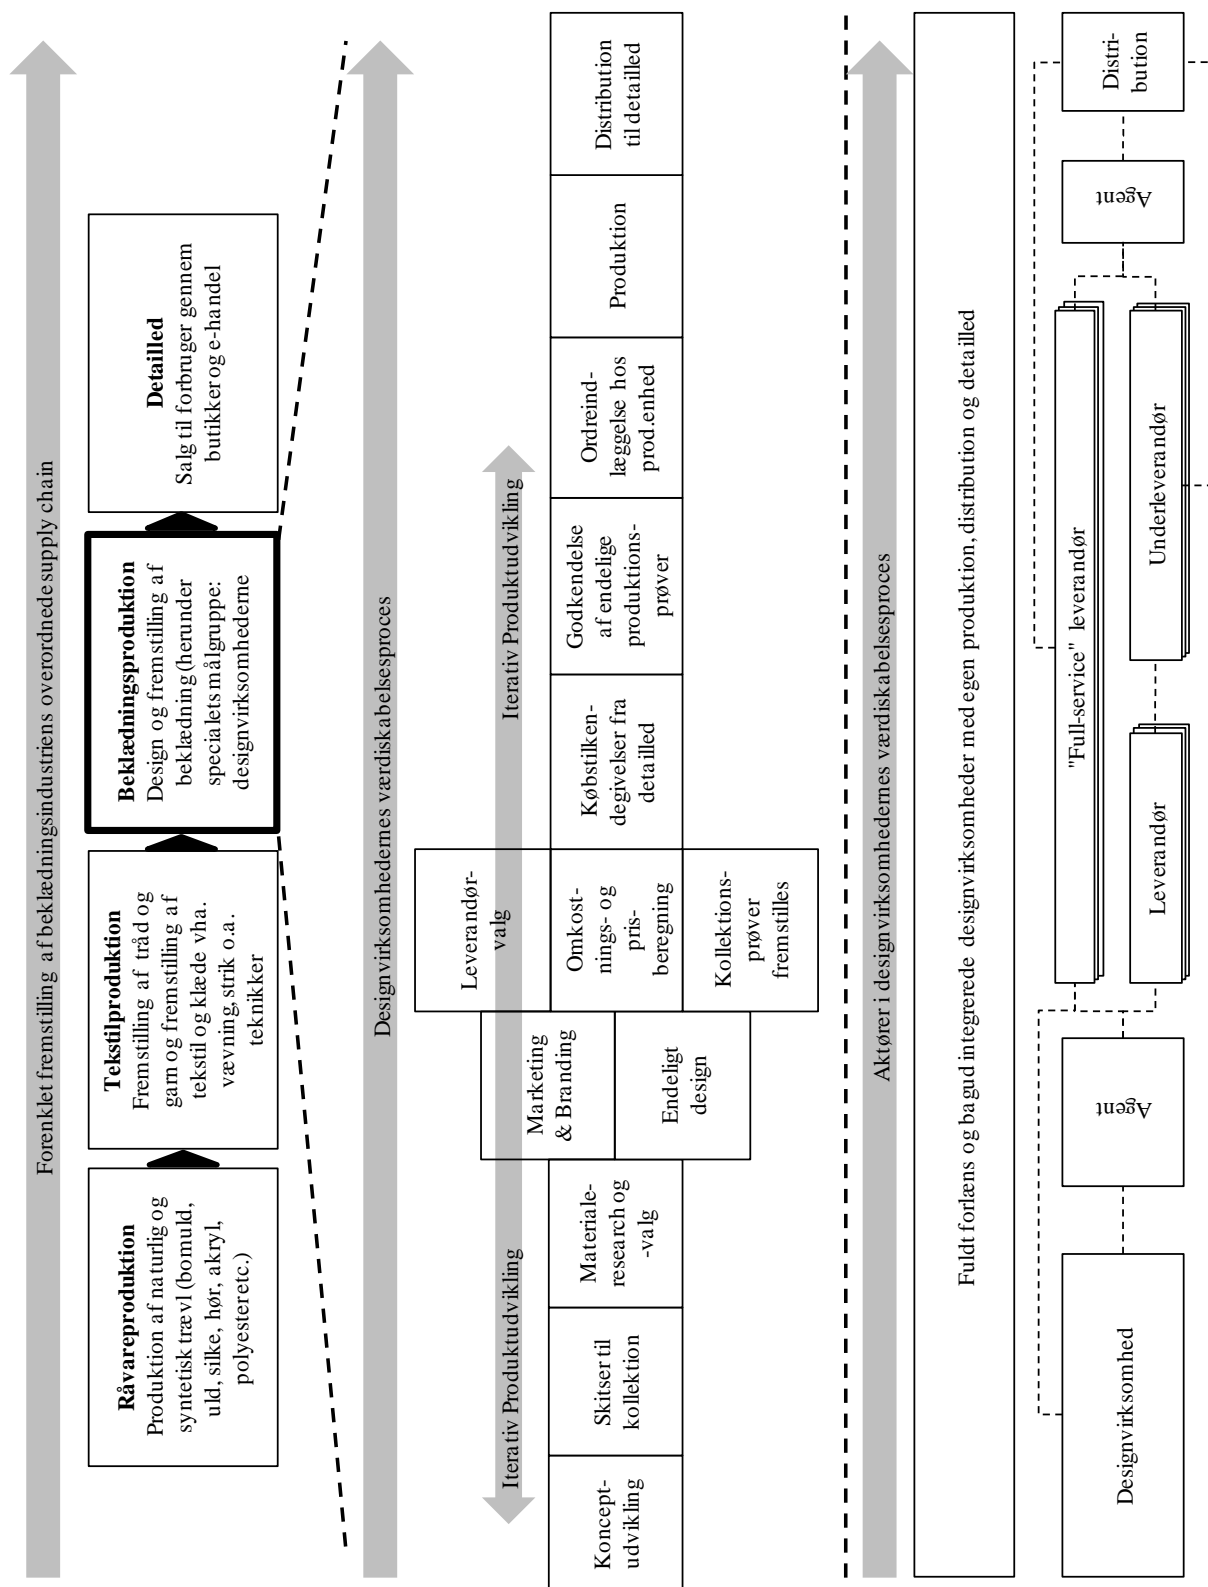 Forenklet fremstilling af beklædningsindustriens overordnede supply chain
Råvareproduktion
Produktion af naturlig og
syntetisk trævl (bomuld,
uld, silke, hør, akryl,
polyester etc.)
Tekstilproduktion
Fremstilling af tråd og
garn og fremstilling af
tekstil og klæde vha.
vævning, strik o.a.
teknikker
Beklædningsproduktion
Design og fremstilling af
beklædning (herunder
specialets målgruppe:
designvirksomhederne
Detailled
Salg til forbruger gennem
butikker og e-handel
Designvirksomhedernes værdiskabelsesproces
Iterativ Produktudvikling
Iterativ Produktudvikling
Koncept-
udvikling
Skitser til
kollektion
Materiale-
research og
-valg
Marketing
& Branding
Endeligt
design
Leverandør-
valg
Omkost-
nings- og
pris-
beregning
Kollektions-
prøver
fremstilles
Købstilken-
degivelser fra
detailled
Godkendelse
af endelige
produktions-
prøver
Ordreind-
læggelse hos
prod.enhed
Produktion
Distribution
til detailled
Aktører i designvirksomhedernes værdiskabelsesproces
Fuldt forlæns og bagud integrerede designvirksomheder med egen produktion, distribution og detailled
Designvirksomhed
Agent
"Full-service" leverandør
Leverandør
Underleverandør
Agent
Distri-
bution